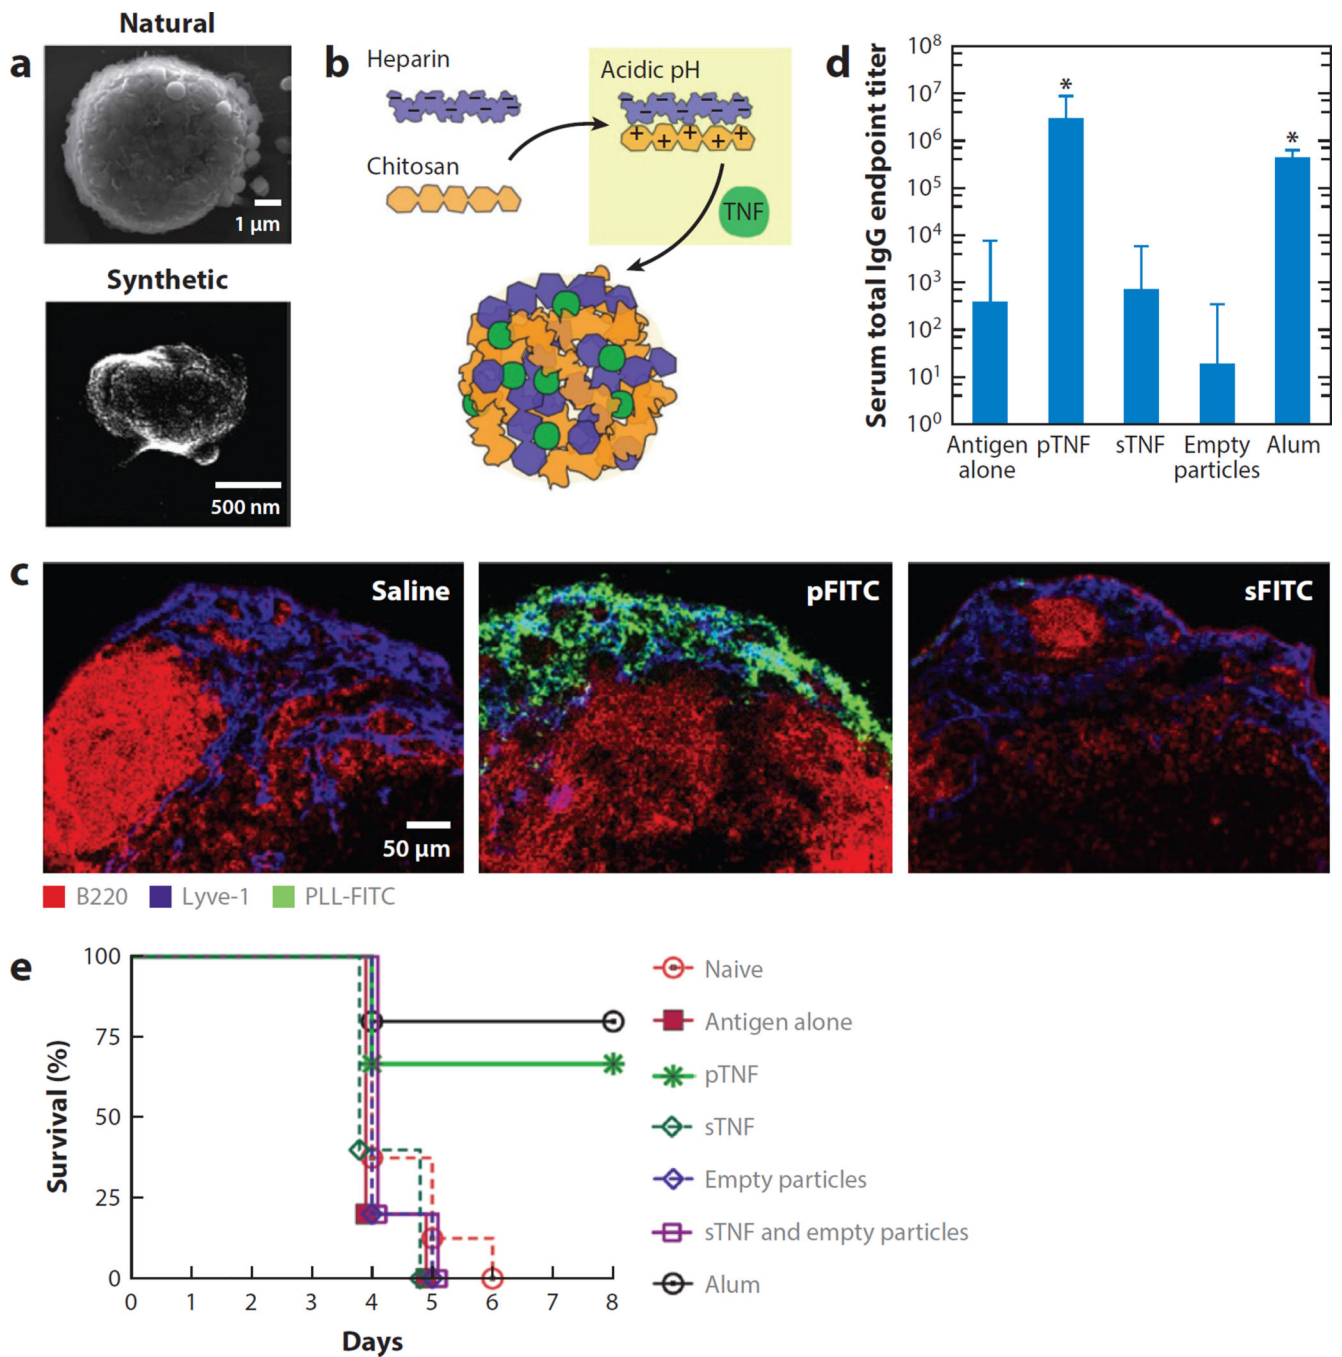 Natural
a
1 µm
Synthetic
500 nm
b
Heparin
Chitosan
Acidic pH
TNF
d
Serum total IgG endpoint titer
10⁸
10⁷
10⁶
10⁵
10⁴
10³
10²
10¹
10⁰
*
*
Antigen alone
pTNF
sTNF
Empty particles
Alum
c
Saline
50 µm
pFITC
sFITC
B220
Lyve-1
PLL-FITC
e
Survival (%)
100
75
50
25
0
0 1 2 3 4 5 6 7 8
Days
Naive
Antigen alone
pTNF
sTNF
Empty particles
sTNF and empty particles
Alum